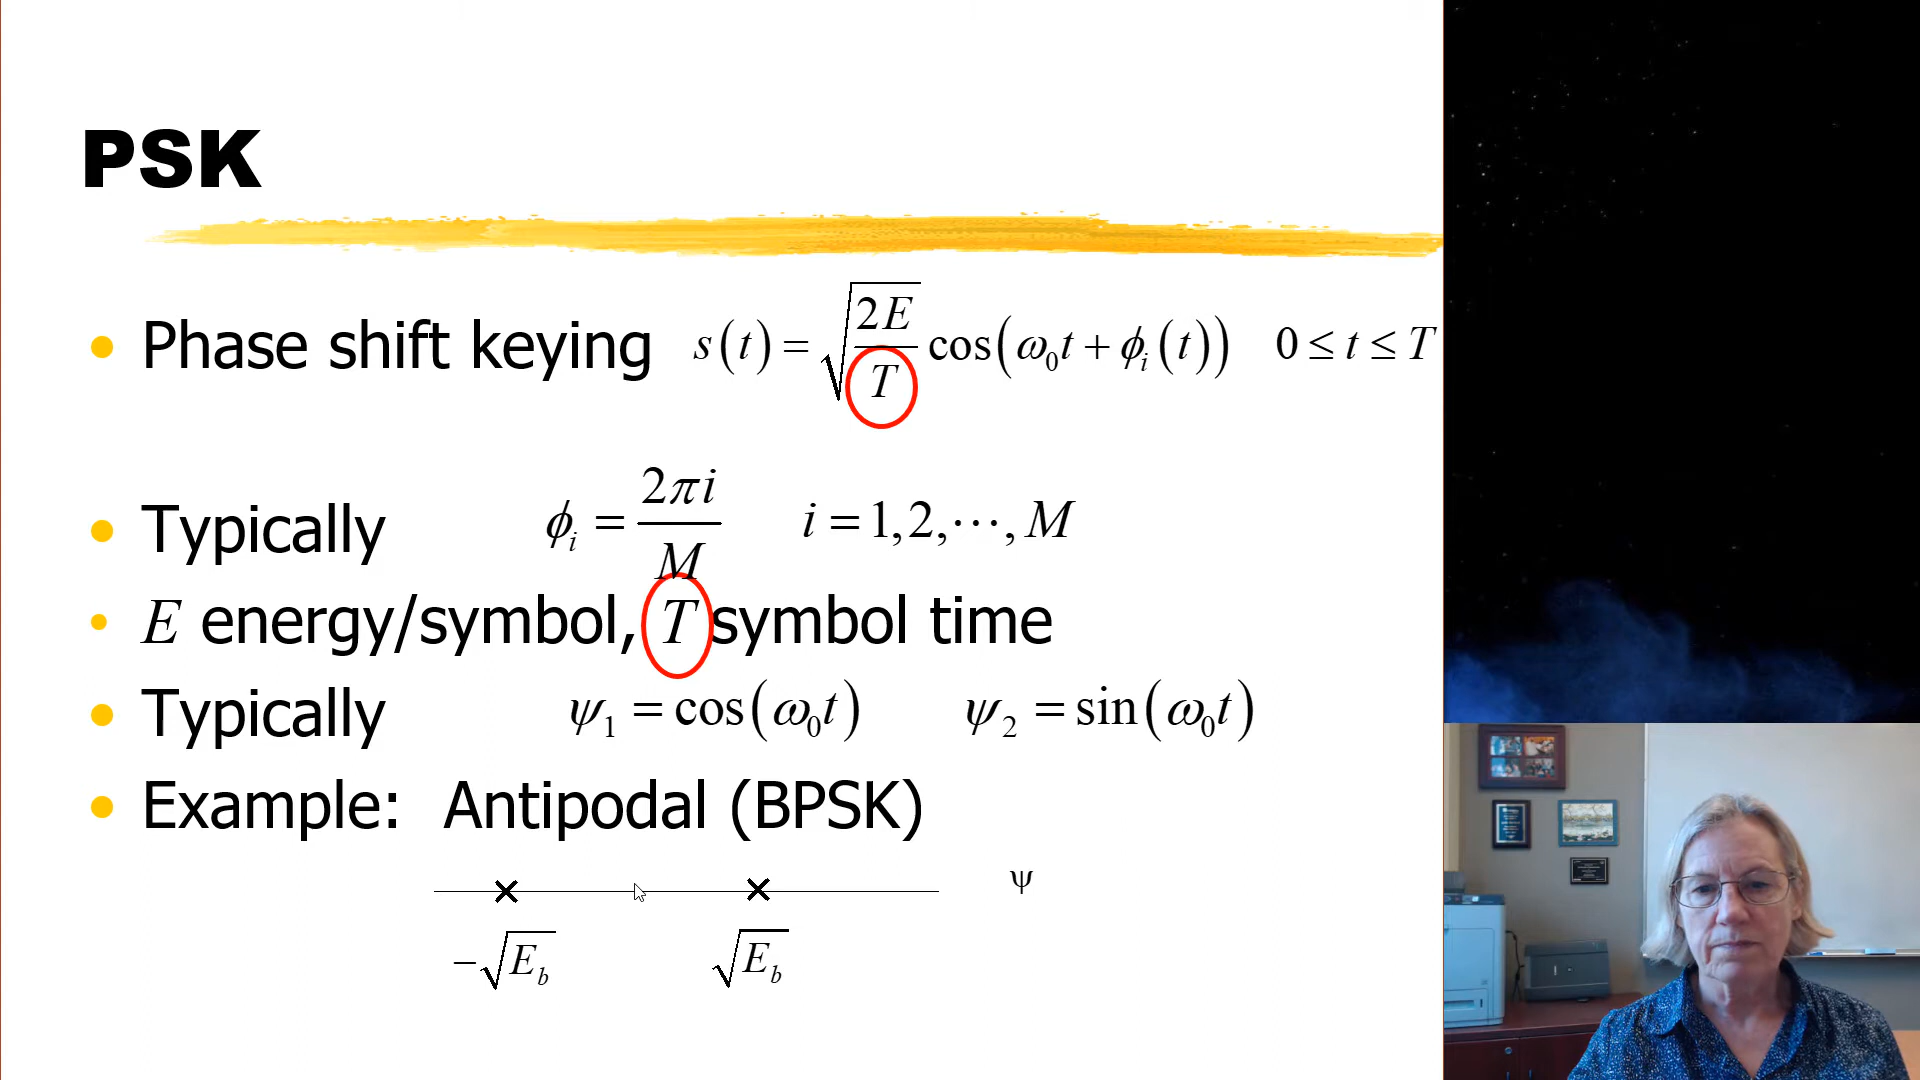 PSK
• Phase shift keying s(t) = √(2E/T) cos(ω₀t + ϕᵢ(t)) 0 ≤ t ≤ T
• Typically ϕᵢ = 2πi/M i = 1, 2, ⋯, M
• E energy/symbol, T symbol time
• Typically ψ₁ = cos(ω₀t) ψ₂ = sin(ω₀t)
• Example: Antipodal (BPSK)
ψ
−√E_b √E_b